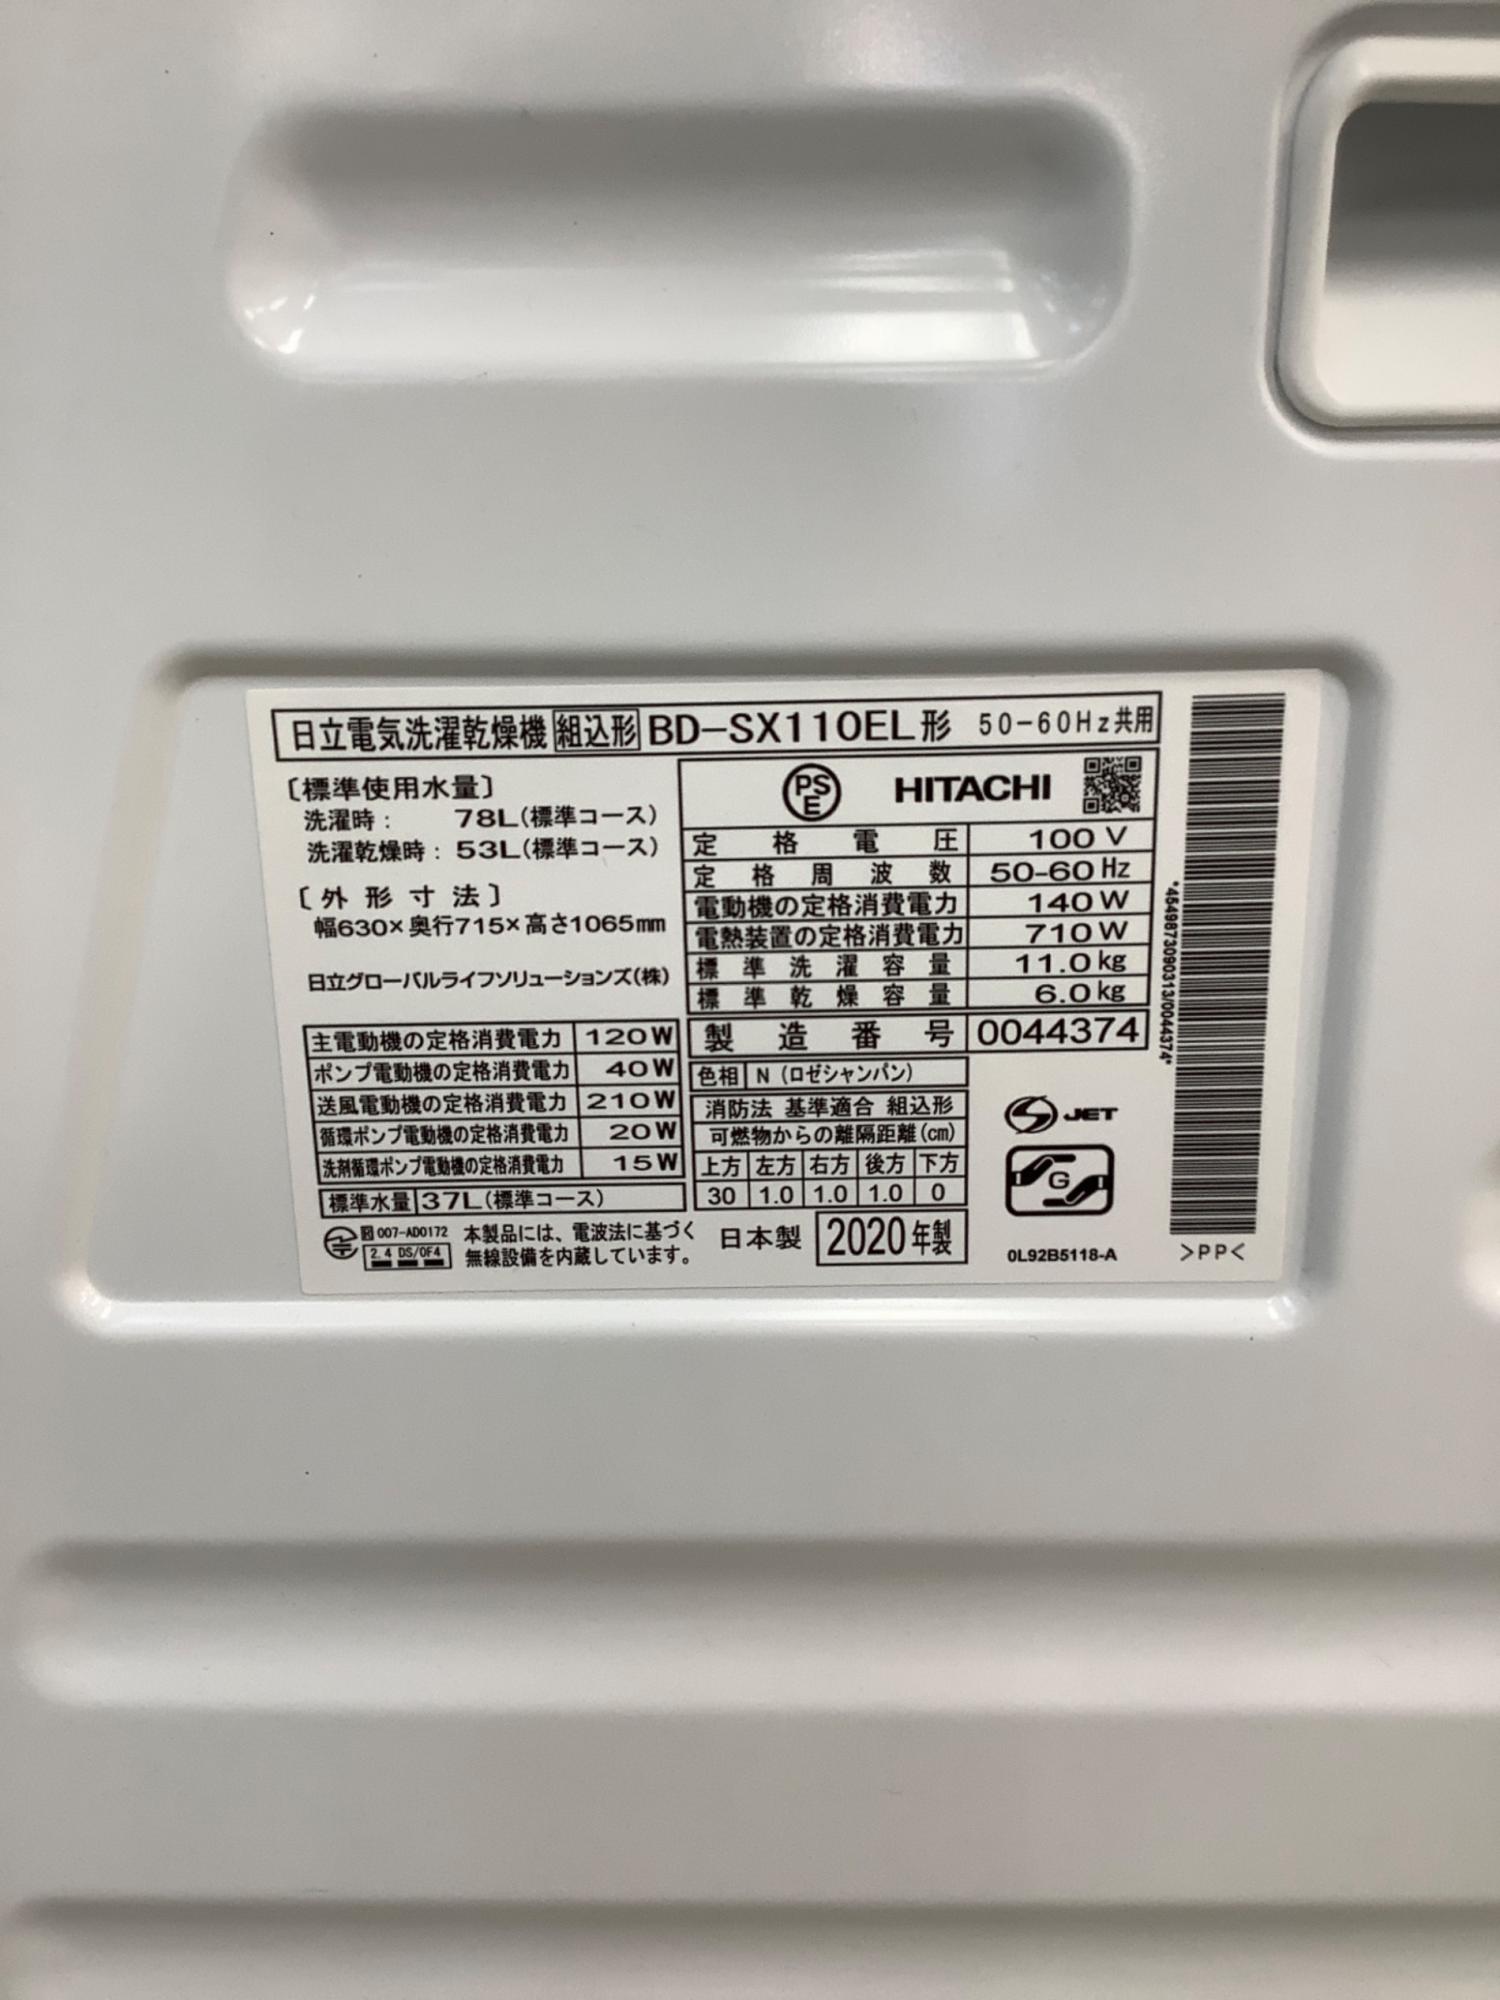 日立電気洗濯乾燥機 組込形 BD-SX110EL形 50-60Hz共用
〔標準使用水量〕
洗濯時： 78L(標準コース)
洗濯乾燥時： 53L(標準コース)
〔外形寸法〕
幅630×奥行715×高さ1065mm
日立グローバルライフソリューションズ(株)
主電動機の定格消費電力 120W
ポンプ電動機の定格消費電力 40W
送風電動機の定格消費電力 210W
循環ポンプ電動機の定格消費電力 20W
洗剤循環ポンプ電動機の定格消費電力 15W
標準水量 37L(標準コース)
R 007-AD0172
2.4 DS/OF4
本製品には、電波法に基づく
無線設備を内蔵しています。
PSE HITACHI
定格電圧 100V
定格周波数 50-60Hz
電動機の定格消費電力 140W
電熱装置の定格消費電力 710W
標準洗濯容量 11.0kg
標準乾燥容量 6.0kg
製造番号 0044374
色相 N (ロゼシャンパン)
消防法 基準適合 組込形
可燃物からの離隔距離(cm)
上方 左方 右方 後方 下方
30 1.0 1.0 1.0 0
日本製 2020年製
S JET
G
0L92B5118-A
*4549873090313/0044374*
>PP<